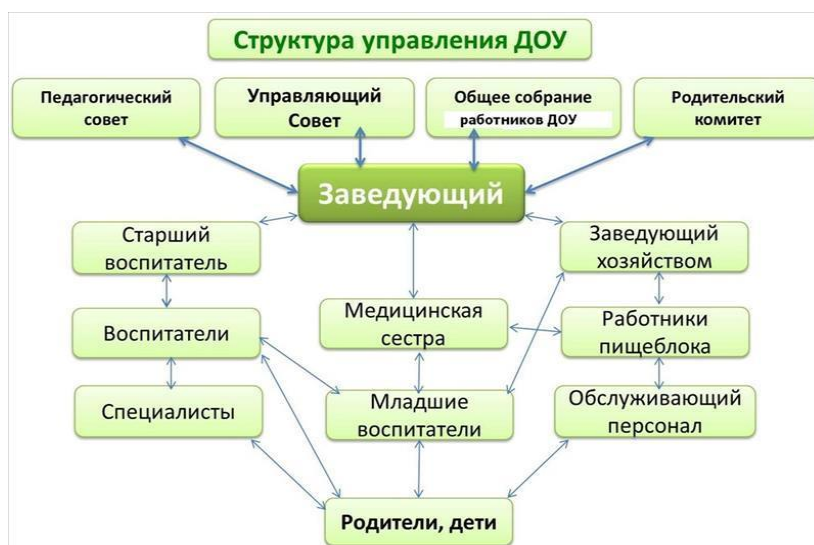 Структура управления ДОУ
Педагогический
совет
Управляющий
Совет
Общее собрание
работников ДОУ
Родительский
комитет
Заведующий
Старший
воспитатель
Заведующий
хозяйством
Медицинская
сестра
Воспитатели
Работники
пищеблока
Специалисты
Младшие
воспитатели
Обслуживающий
персонал
Родители, дети